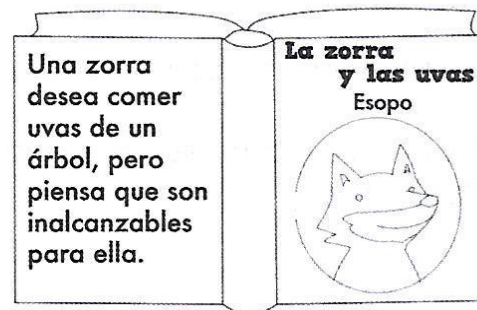 Una zorra
desea comer
uvas de un
árbol, pero
piensa que son
inalcanzables
para ella.
La zorra
y las uvas
Esopo